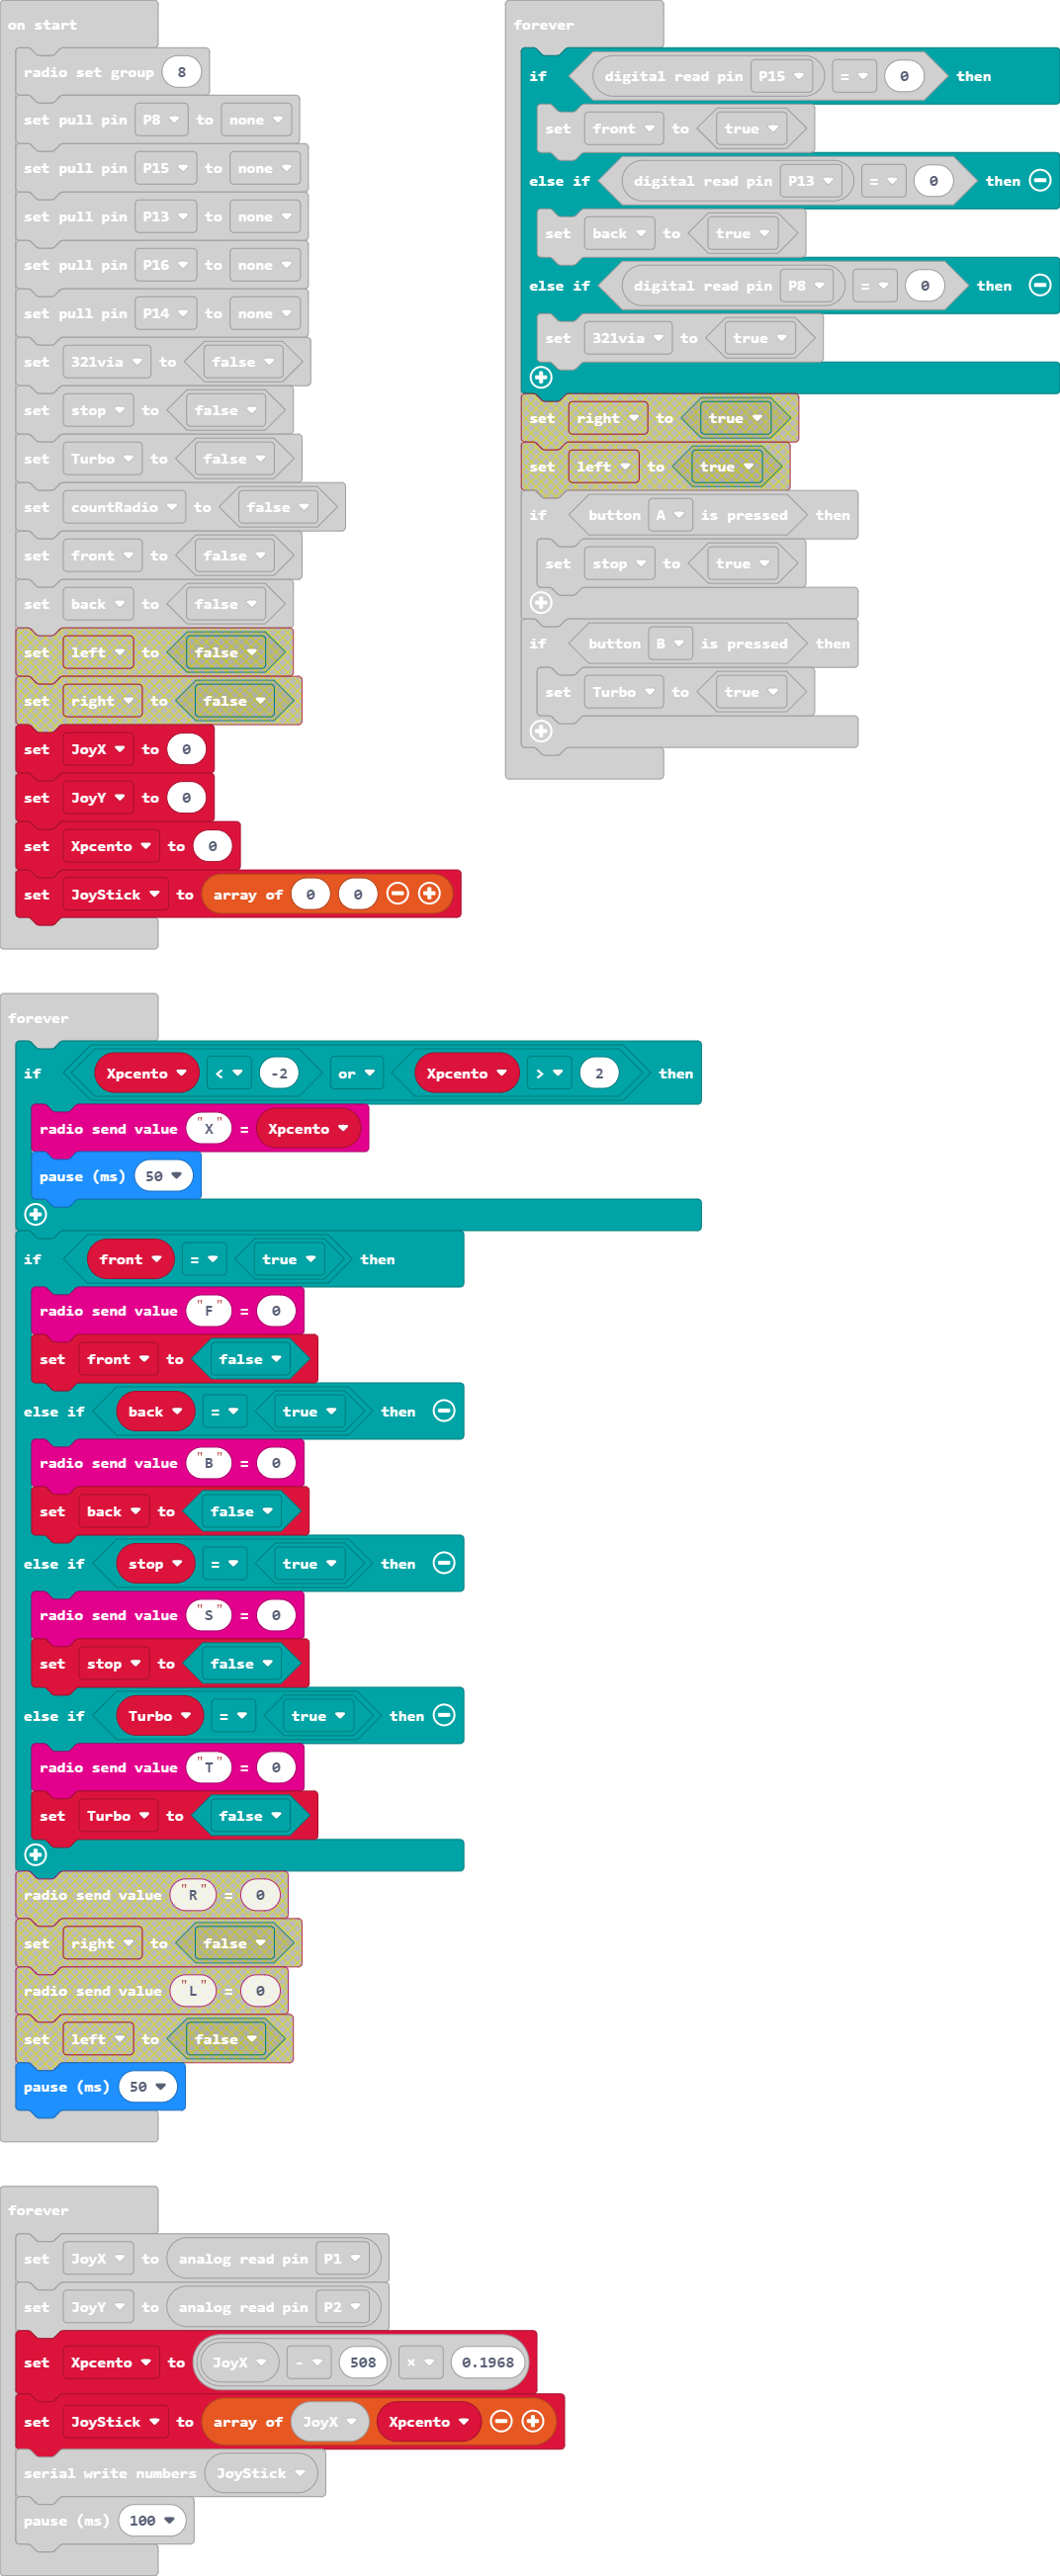 on start
radio set group 8
set pull pin P8 to none
set pull pin P15 to none
set pull pin P13 to none
set pull pin P16 to none
set pull pin P14 to none
set 321via to false
set stop to false
set Turbo to false
set countRadio to false
set front to false
set back to false
set left to false
set right to false
set JoyX to 0
set JoyY to 0
set Xpcento to 0
set JoyStick to array of 0 0
forever
if digital read pin P15 = 0 then
set front to true
else if digital read pin P13 = 0 then
set back to true
else if digital read pin P8 = 0 then
set 321via to true
set right to true
set left to true
if button A is pressed then
set stop to true
if button B is pressed then
set Turbo to true
forever
if Xpcento < -2 or Xpcento > 2 then
radio send value "X" = Xpcento
pause (ms) 50
if front = true then
radio send value "F" = 0
set front to false
else if back = true then
radio send value "B" = 0
set back to false
else if stop = true then
radio send value "S" = 0
set stop to false
else if Turbo = true then
radio send value "T" = 0
set Turbo to false
radio send value "R" = 0
set right to false
radio send value "L" = 0
set left to false
pause (ms) 50
forever
set JoyX to analog read pin P1
set JoyY to analog read pin P2
set Xpcento to JoyX - 508 × 0.1968
set JoyStick to array of JoyX Xpcento
serial write numbers JoyStick
pause (ms) 100